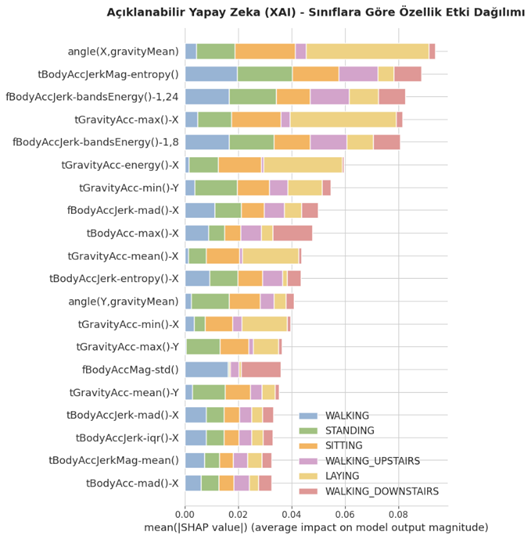 Açıklanabilir Yapay Zeka (XAI) - Sınıflara Göre Özellik Etki Dağılımı
angle(X,gravityMean)
tBodyAccJerkMag-entropy()
fBodyAccJerk-bandsEnergy()-1,24
tGravityAcc-max()-X
fBodyAccJerk-bandsEnergy()-1,8
tGravityAcc-energy()-X
tGravityAcc-min()-Y
fBodyAccJerk-mad()-X
tBodyAcc-max()-X
tGravityAcc-mean()-X
tBodyAccJerk-entropy()-X
angle(Y,gravityMean)
tGravityAcc-min()-X
tGravityAcc-max()-Y
fBodyAccMag-std()
tGravityAcc-mean()-Y
tBodyAccJerk-mad()-X
tBodyAccJerk-iqr()-X
tBodyAccJerkMag-mean()
tBodyAcc-mad()-X
WALKING
STANDING
SITTING
WALKING_UPSTAIRS
LAYING
WALKING_DOWNSTAIRS
0.00 0.02 0.04 0.06 0.08
mean(|SHAP value|) (average impact on model output magnitude)